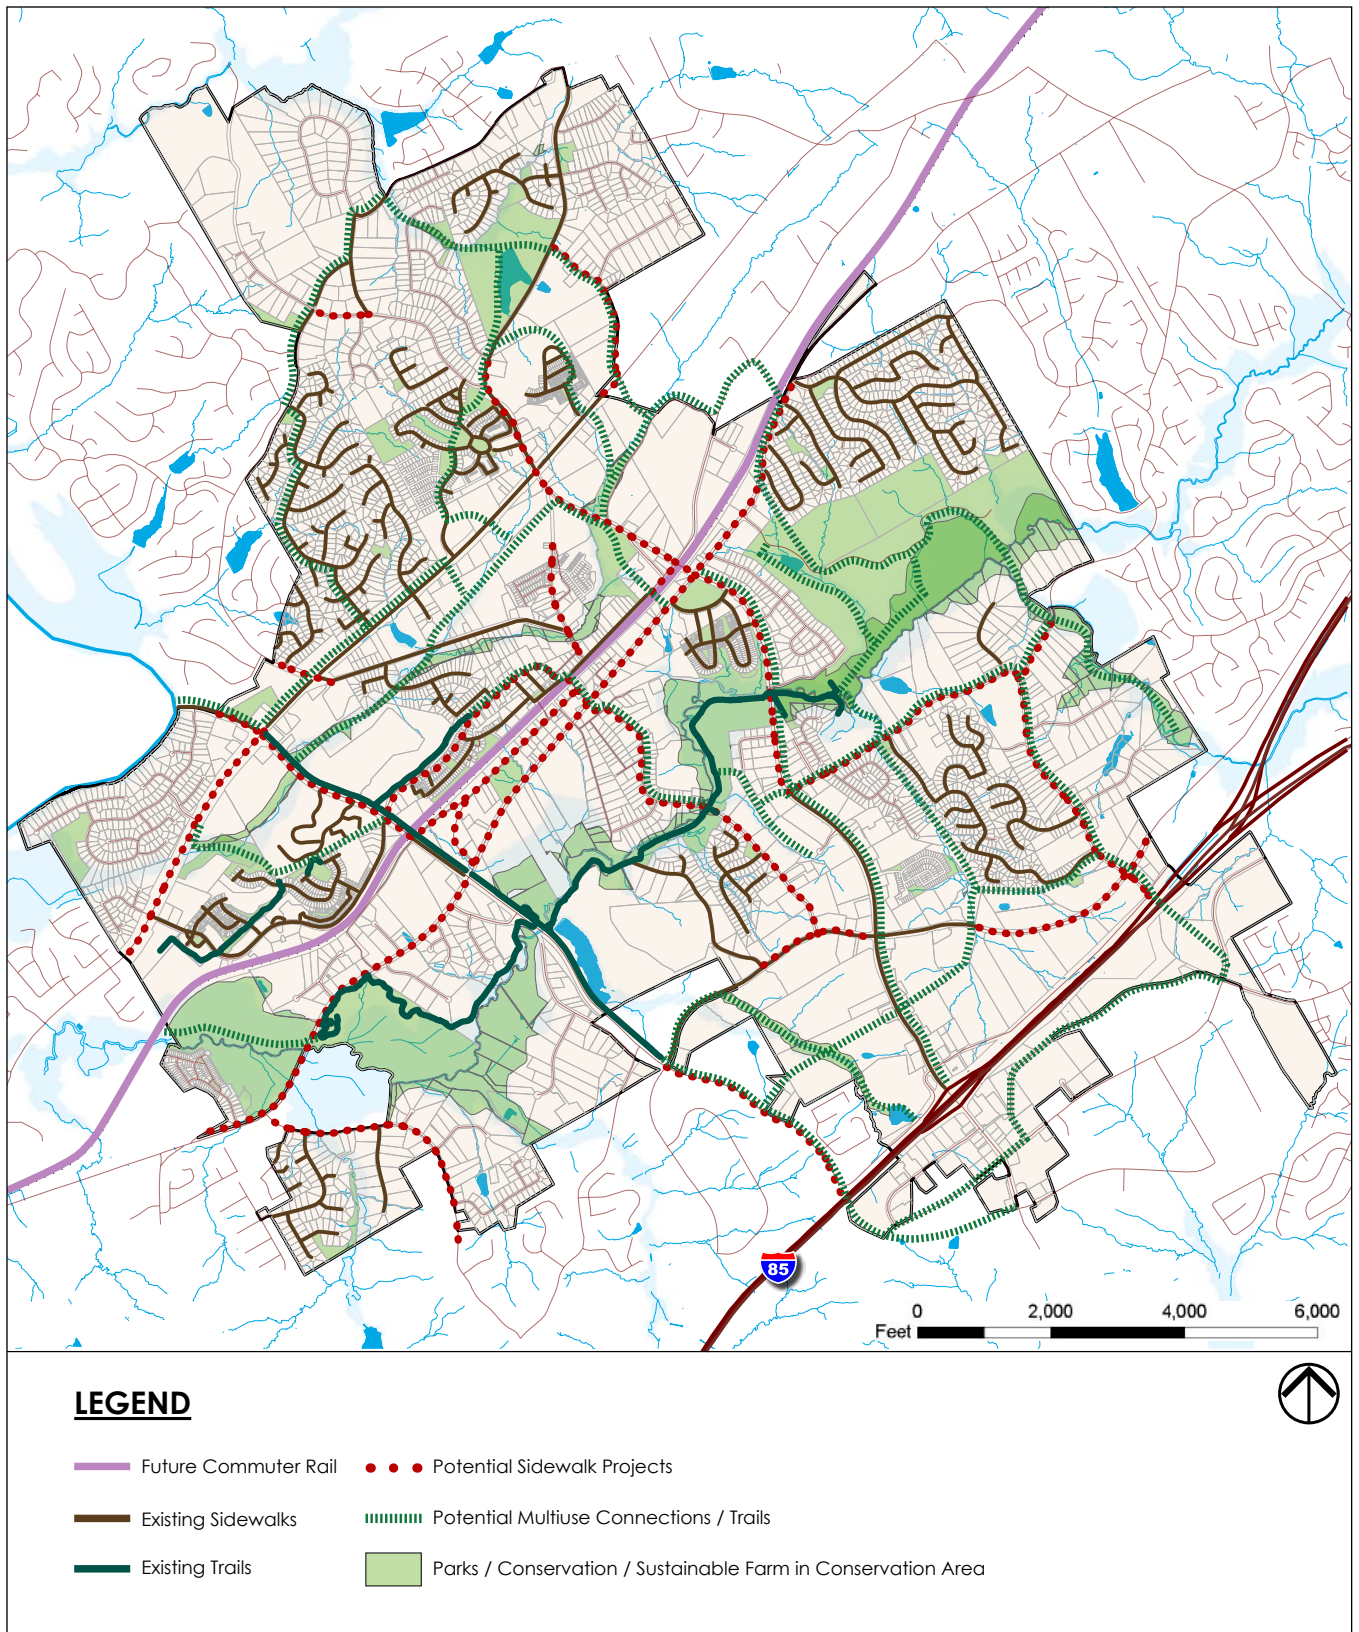 85
0 2,000 4,000 6,000
Feet
LEGEND
Future Commuter Rail
Potential Sidewalk Projects
Existing Sidewalks
Potential Multiuse Connections / Trails
Existing Trails
Parks / Conservation / Sustainable Farm in Conservation Area